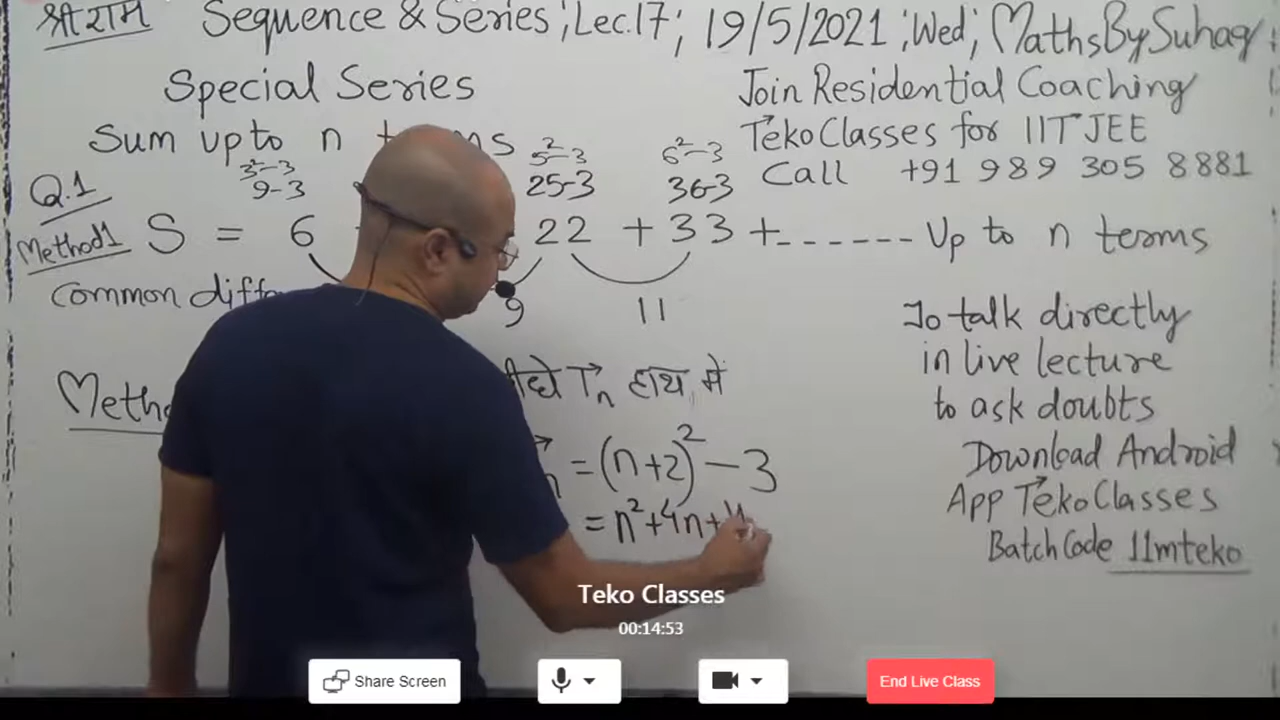 श्री राम Sequence & Series ; Lec.17 ; 19/5/2021 ; Wed ; MathsBySuhag ;
Special Series
Join Residential Coaching
Sum up to n
Teko Classes for IIT JEE
Call +91 989 305 8881
3²-3
5²-3
6²-3
Q.1
9-3
25-3
36-3
Method1 S = 6 22 + 33 + ------ Up to n terms
Common
9
11
To talk directly
in live lecture
to ask doubts
Download Android
App TekoClasses
BatchCode 11mteko
Tn हाथ में
= (n+2)² - 3
= n²+4n+4
Teko Classes
00:14:53
Share Screen
End Live Class